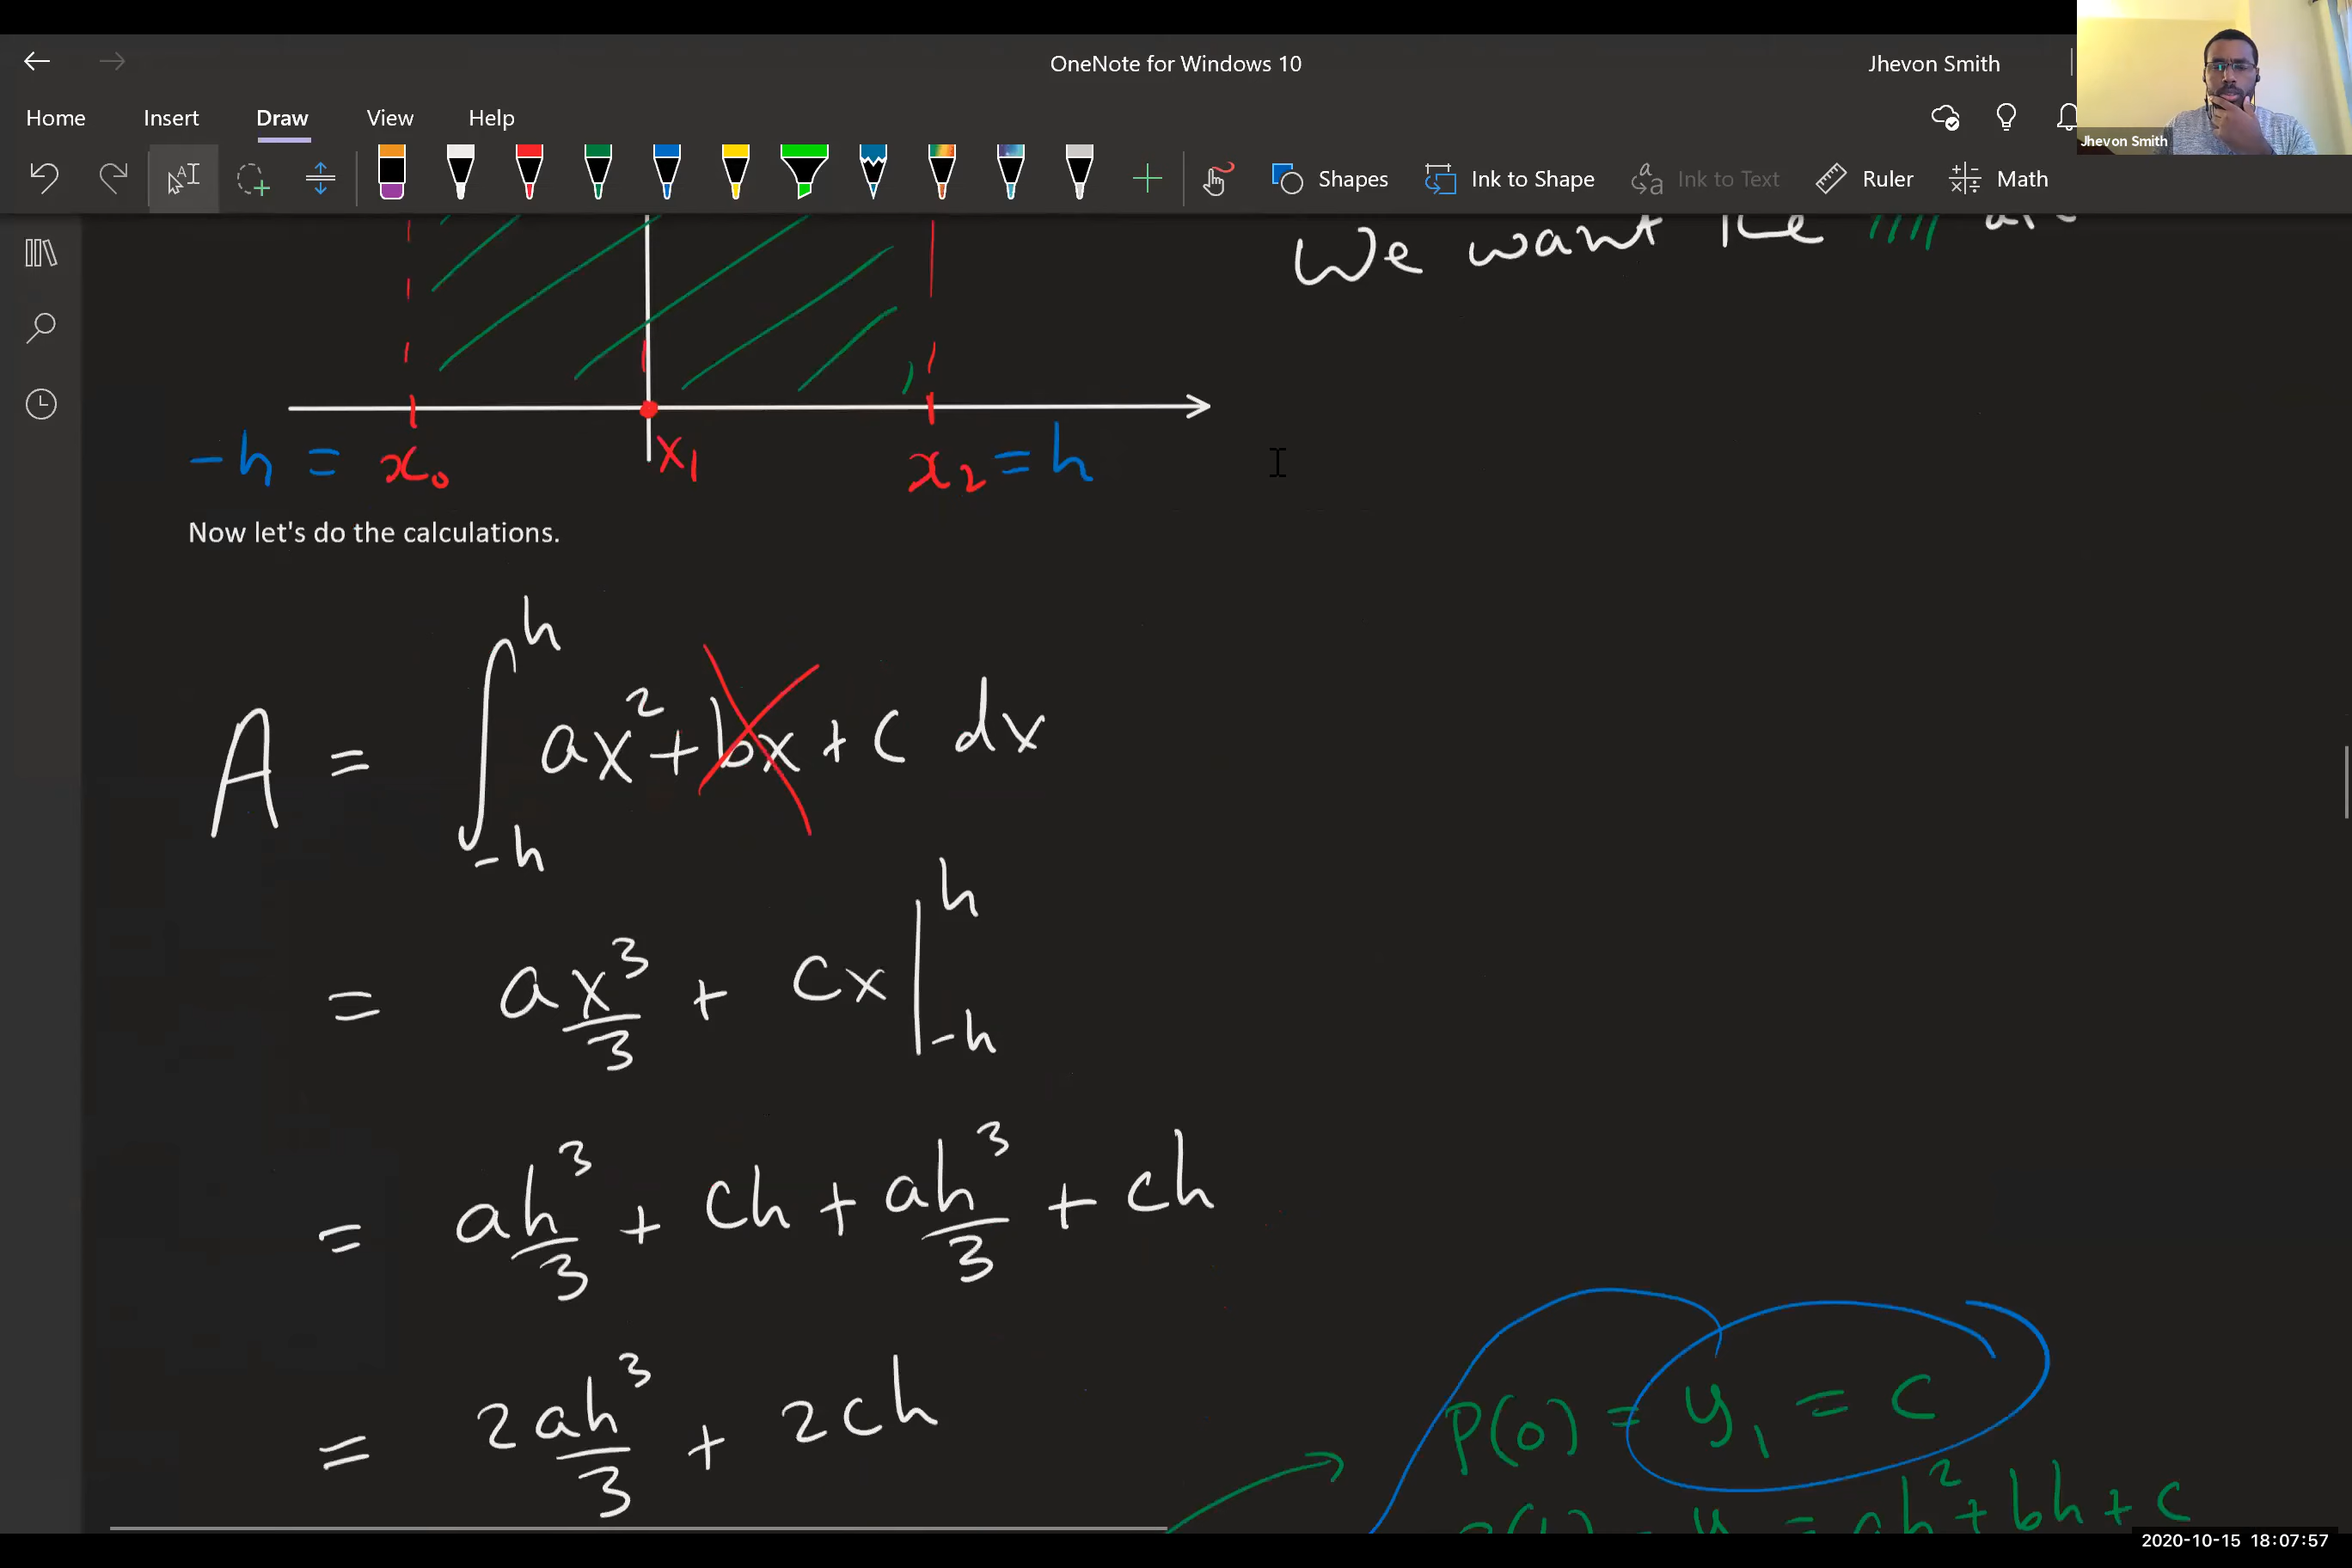 OneNote for Windows 10
Jhevon Smith
Jhevon Smith
Home Insert Draw View Help
Shapes Ink to Shape Ink to Text Ruler Math
We want the
-h = x₀ x₁ x₂ = h
Now let's do the calculations.
A = ∫_{-h}^{h} ax² + bx + c dx
= a x³/3 + cx |_{-h}^{h}
= ah³/3 + ch + ah³/3 + ch
= 2ah³/3 + 2ch
P(0) = y₁ = c
= ah² + bh + c
2020-10-15 18:07:57